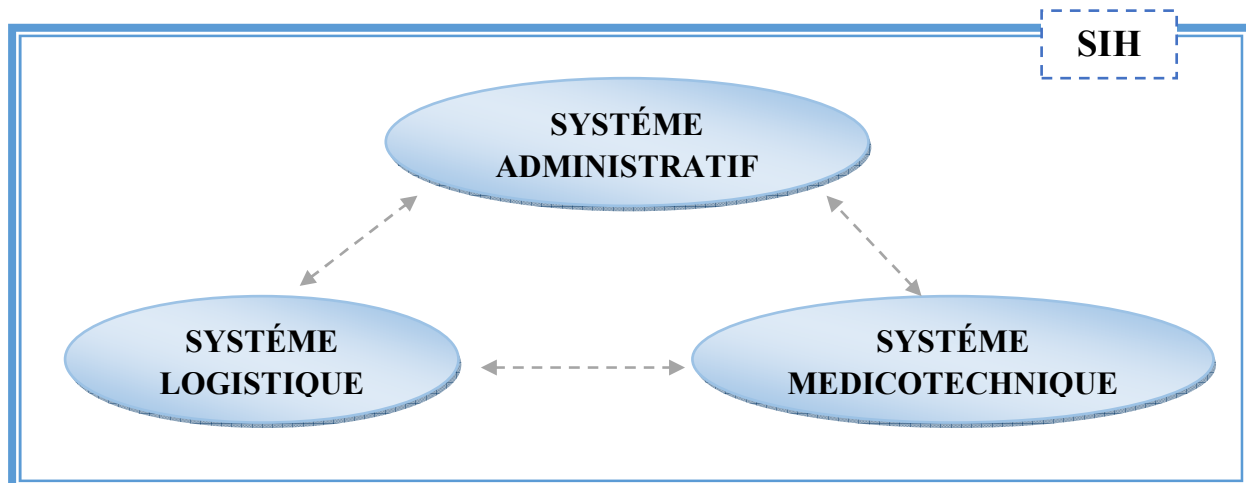 SIH
SYSTÉME
ADMINISTRATIF
SYSTÉME
LOGISTIQUE
SYSTÉME
MEDICOTECHNIQUE